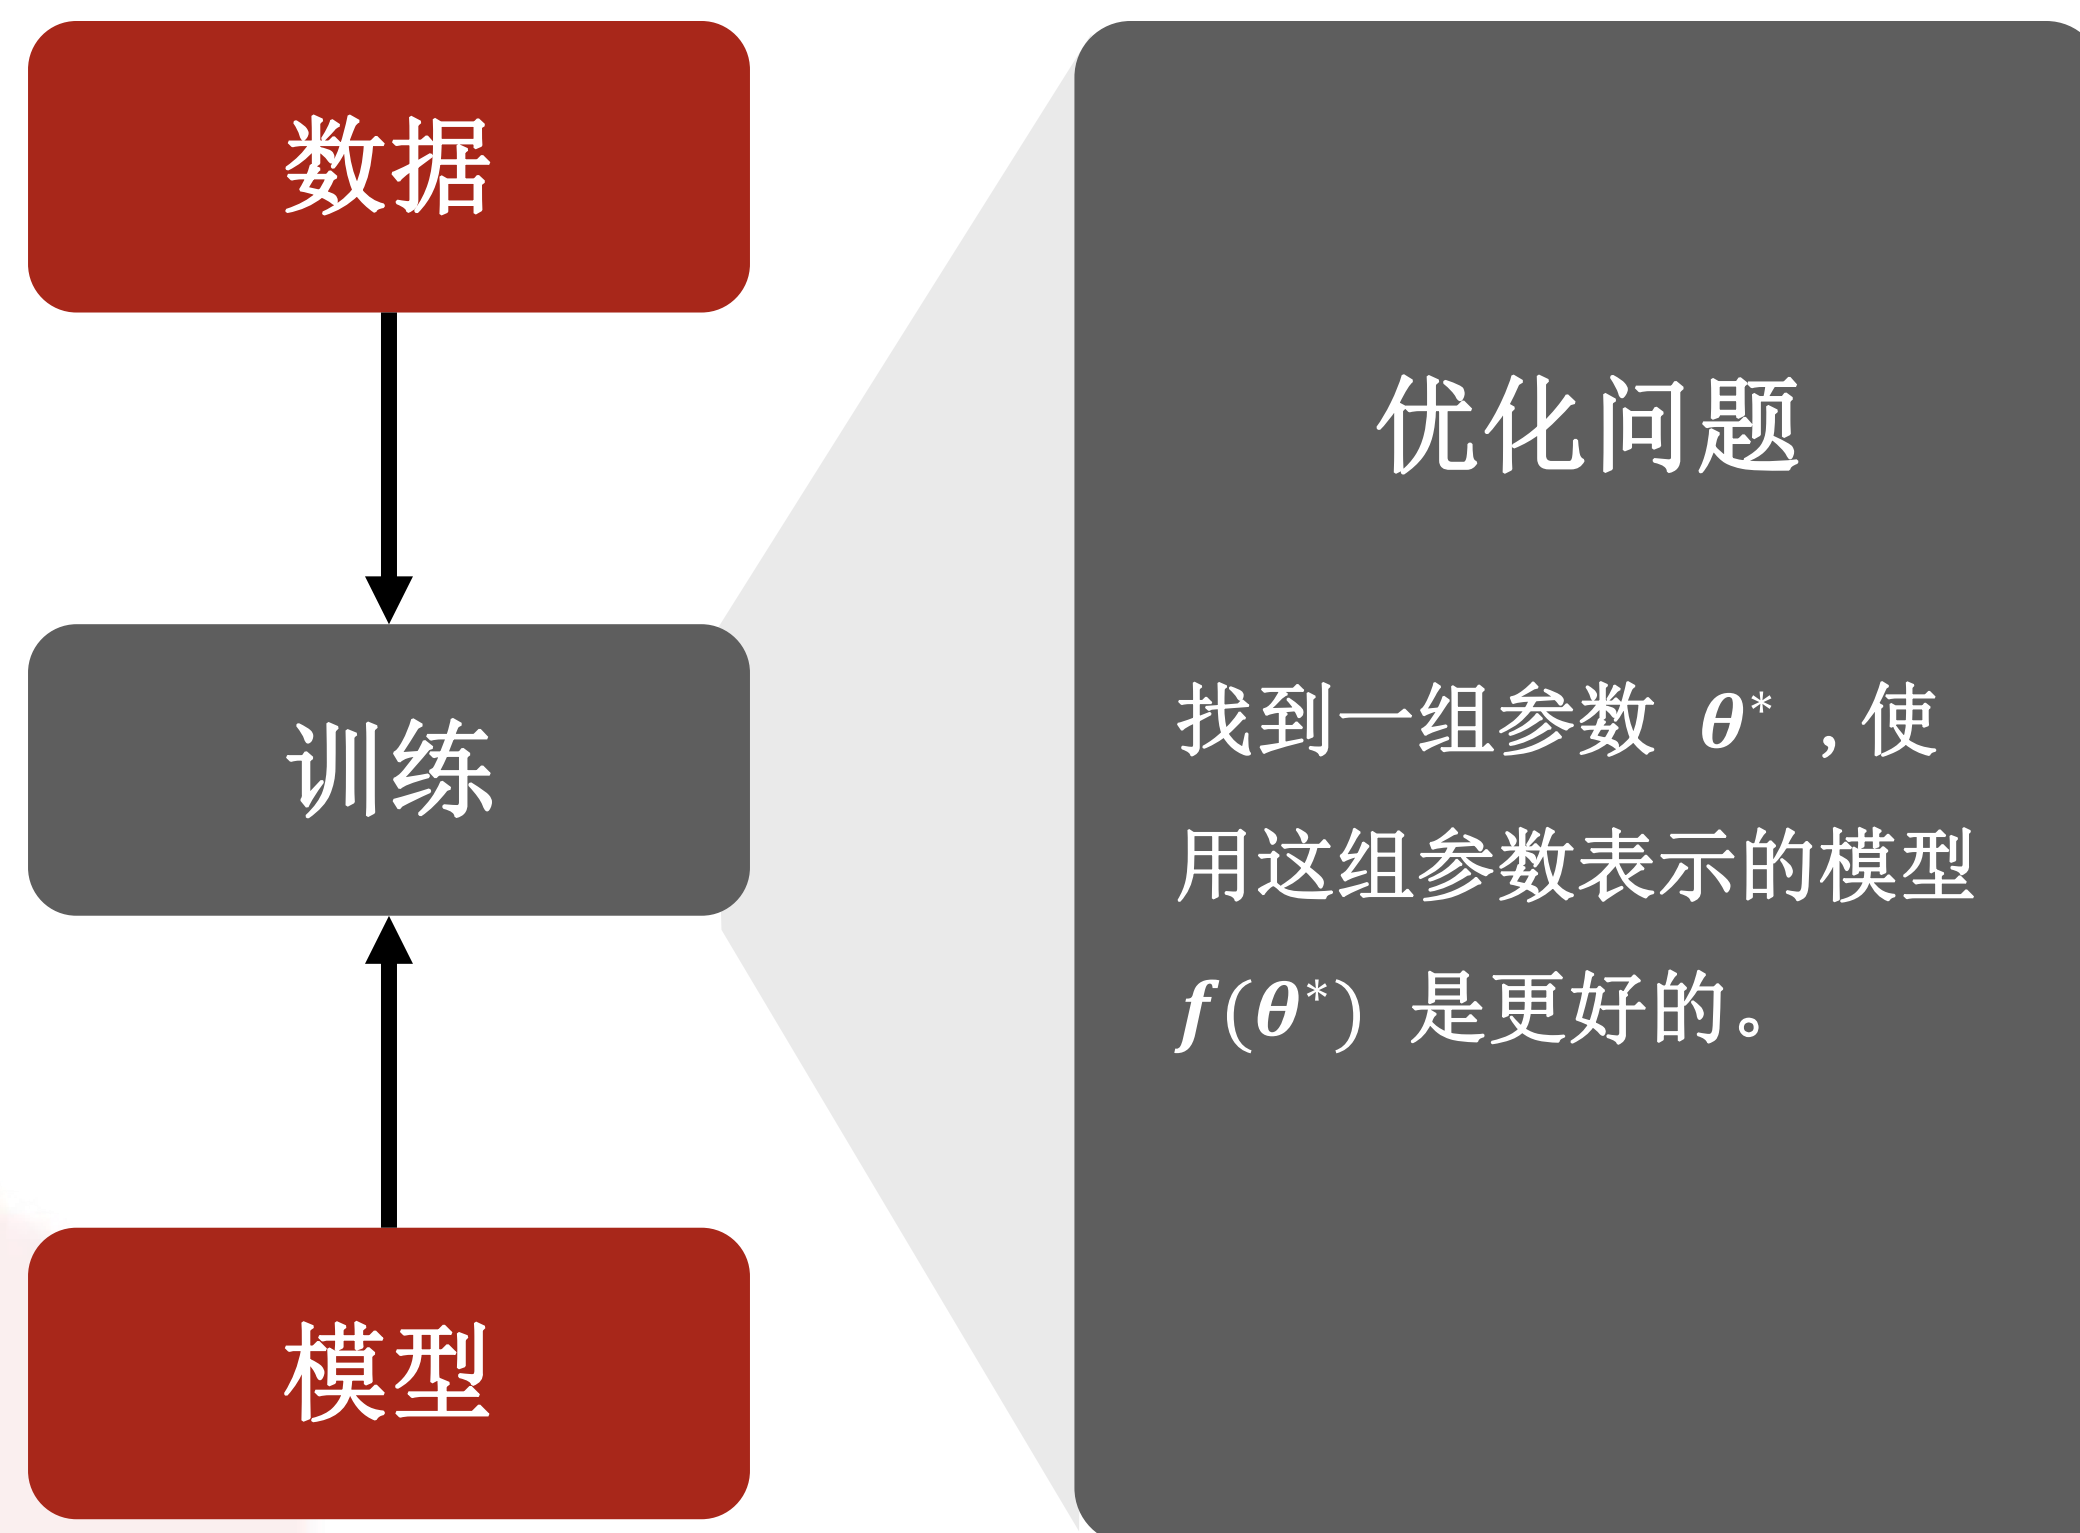 数据
训练
模型
优化问题
找到一组参数 θ* ,使
用这组参数表示的模型
f(θ*) 是更好的。